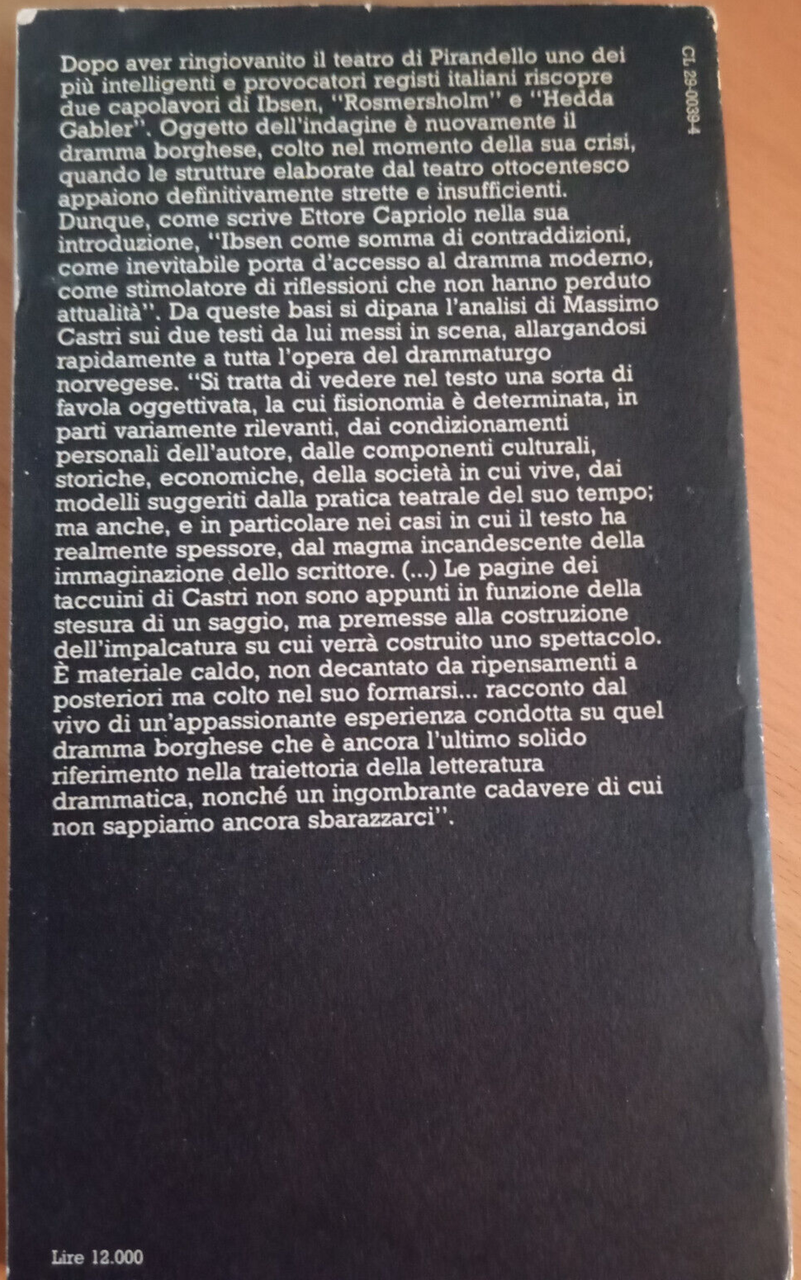 Dopo aver ringiovanito il teatro di Pirandello uno dei
più intelligenti e provocatori registi italiani riscopre
due capolavori di Ibsen, "Rosmersholm" e "Hedda
Gabler". Oggetto dell'indagine è nuovamente il
dramma borghese, colto nel momento della sua crisi,
quando le strutture elaborate dal teatro ottocentesco
appaiono definitivamente strette e insufficienti.
Dunque, come scrive Ettore Capriolo nella sua
introduzione, "Ibsen come somma di contraddizioni,
come inevitabile porta d'accesso al dramma moderno,
come stimolatore di riflessioni che non hanno perduto
attualità". Da queste basi si dipana l'analisi di Massimo
Castri sui due testi da lui messi in scena, allargandosi
rapidamente a tutta l'opera del drammaturgo
norvegese. "Si tratta di vedere nel testo una sorta di
favola oggettivata, la cui fisionomia è determinata, in
parti variamente rilevanti, dai condizionamenti
personali dell'autore, dalle componenti culturali,
storiche, economiche, della società in cui vive, dai
modelli suggeriti dalla pratica teatrale del suo tempo;
ma anche, e in particolare nei casi in cui il testo ha
realmente spessore, dal magma incandescente della
immaginazione dello scrittore. (...) Le pagine dei
taccuini di Castri non sono appunti in funzione della
stesura di un saggio, ma premesse alla costruzione
dell'impalcatura su cui verrà costruito uno spettacolo.
È materiale caldo, non decantato da ripensamenti a
posteriori ma colto nel suo formarsi... racconto dal
vivo di un'appassionante esperienza condotta su quel
dramma borghese che è ancora l'ultimo solido
riferimento nella traiettoria della letteratura
drammatica, nonché un ingombrante cadavere di cui
non sappiamo ancora sbarazzarci".
CL 29-0039-4
Lire 12.000